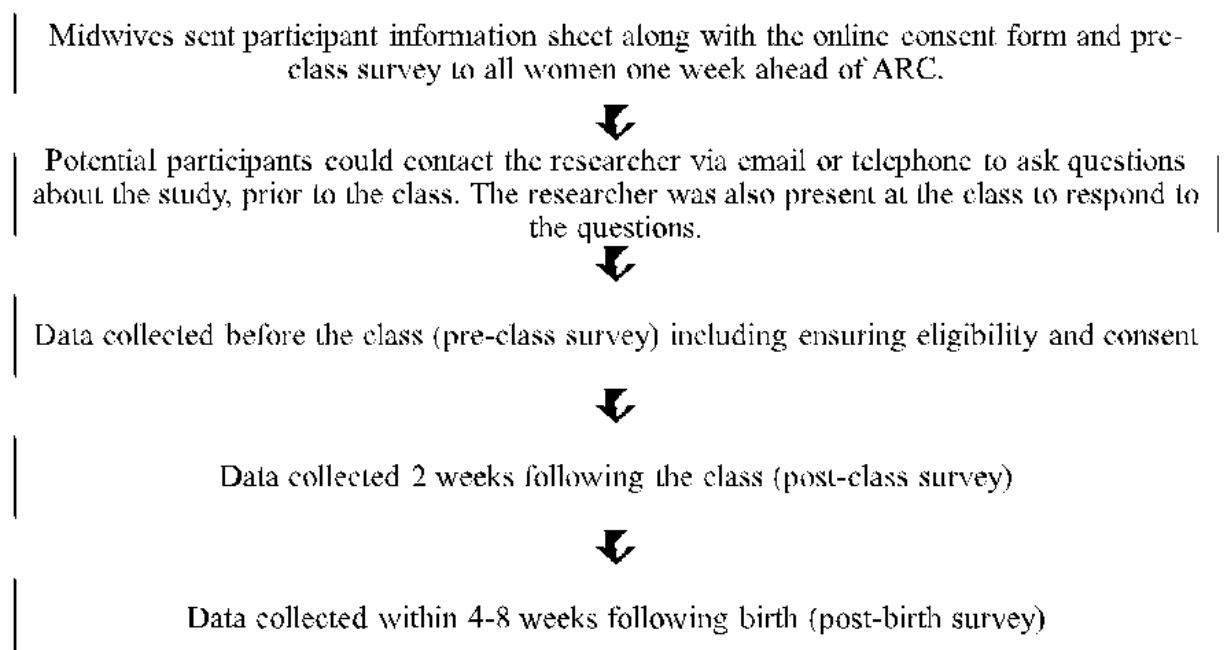 Midwives sent participant information sheet along with the online consent form and pre-
class survey to all women one week ahead of ARC.
Potential participants could contact the researcher via email or telephone to ask questions
about the study, prior to the class. The researcher was also present at the class to respond to
the questions.
Data collected before the class (pre-class survey) including ensuring eligibility and consent
Data collected 2 weeks following the class (post-class survey)
Data collected within 4-8 weeks following birth (post-birth survey)